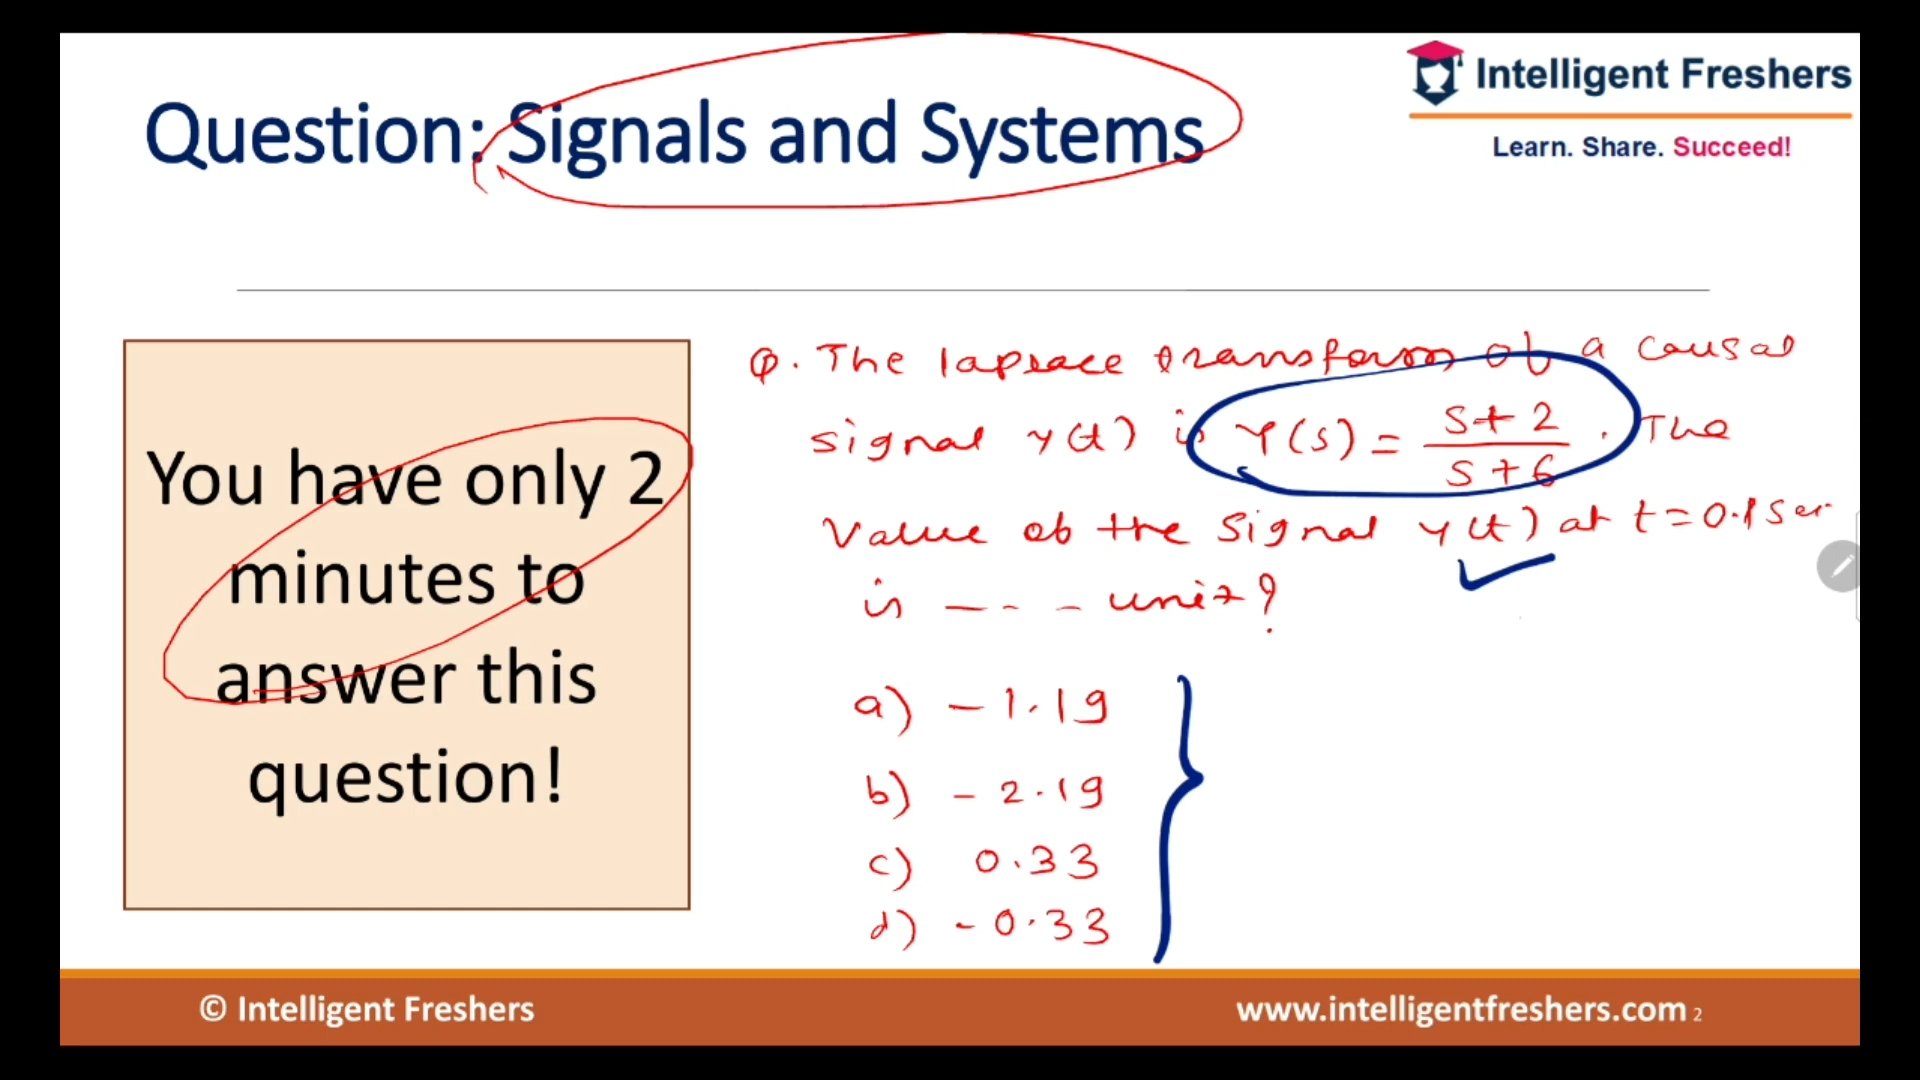 Question: Signals and Systems
Intelligent Freshers
Learn. Share. Succeed!
You have only 2
minutes to
answer this
question!
Q. The laplace transform of a causal
signal y(t) is Y(s) = s+2 / s+6 . The
Value of the Signal y(t) at t=0.1 Sec.
is - - - unit?
a) -1.19
b) -2.19
c) 0.33
d) -0.33
© Intelligent Freshers
www.intelligentfreshers.com 2